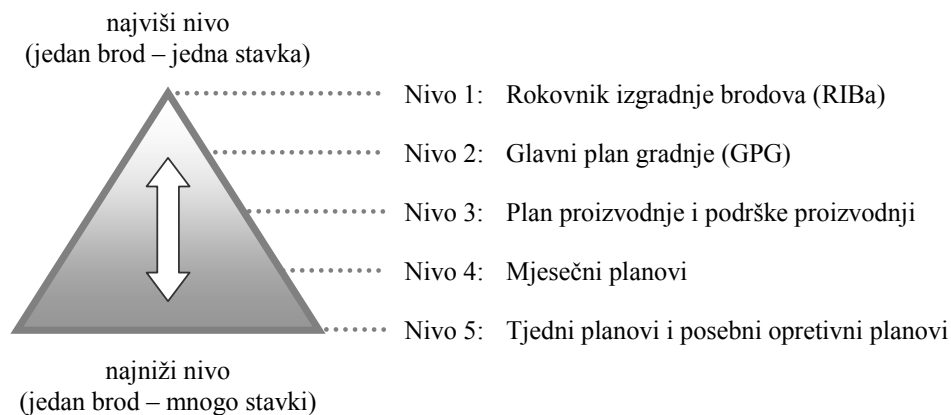 najviši nivo
(jedan brod – jedna stavka)
Nivo 1: Rokovnik izgradnje brodova (RIBa)
Nivo 2: Glavni plan gradnje (GPG)
Nivo 3: Plan proizvodnje i podrške proizvodnji
Nivo 4: Mjesečni planovi
Nivo 5: Tjedni planovi i posebni opretivni planovi
najniži nivo
(jedan brod – mnogo stavki)